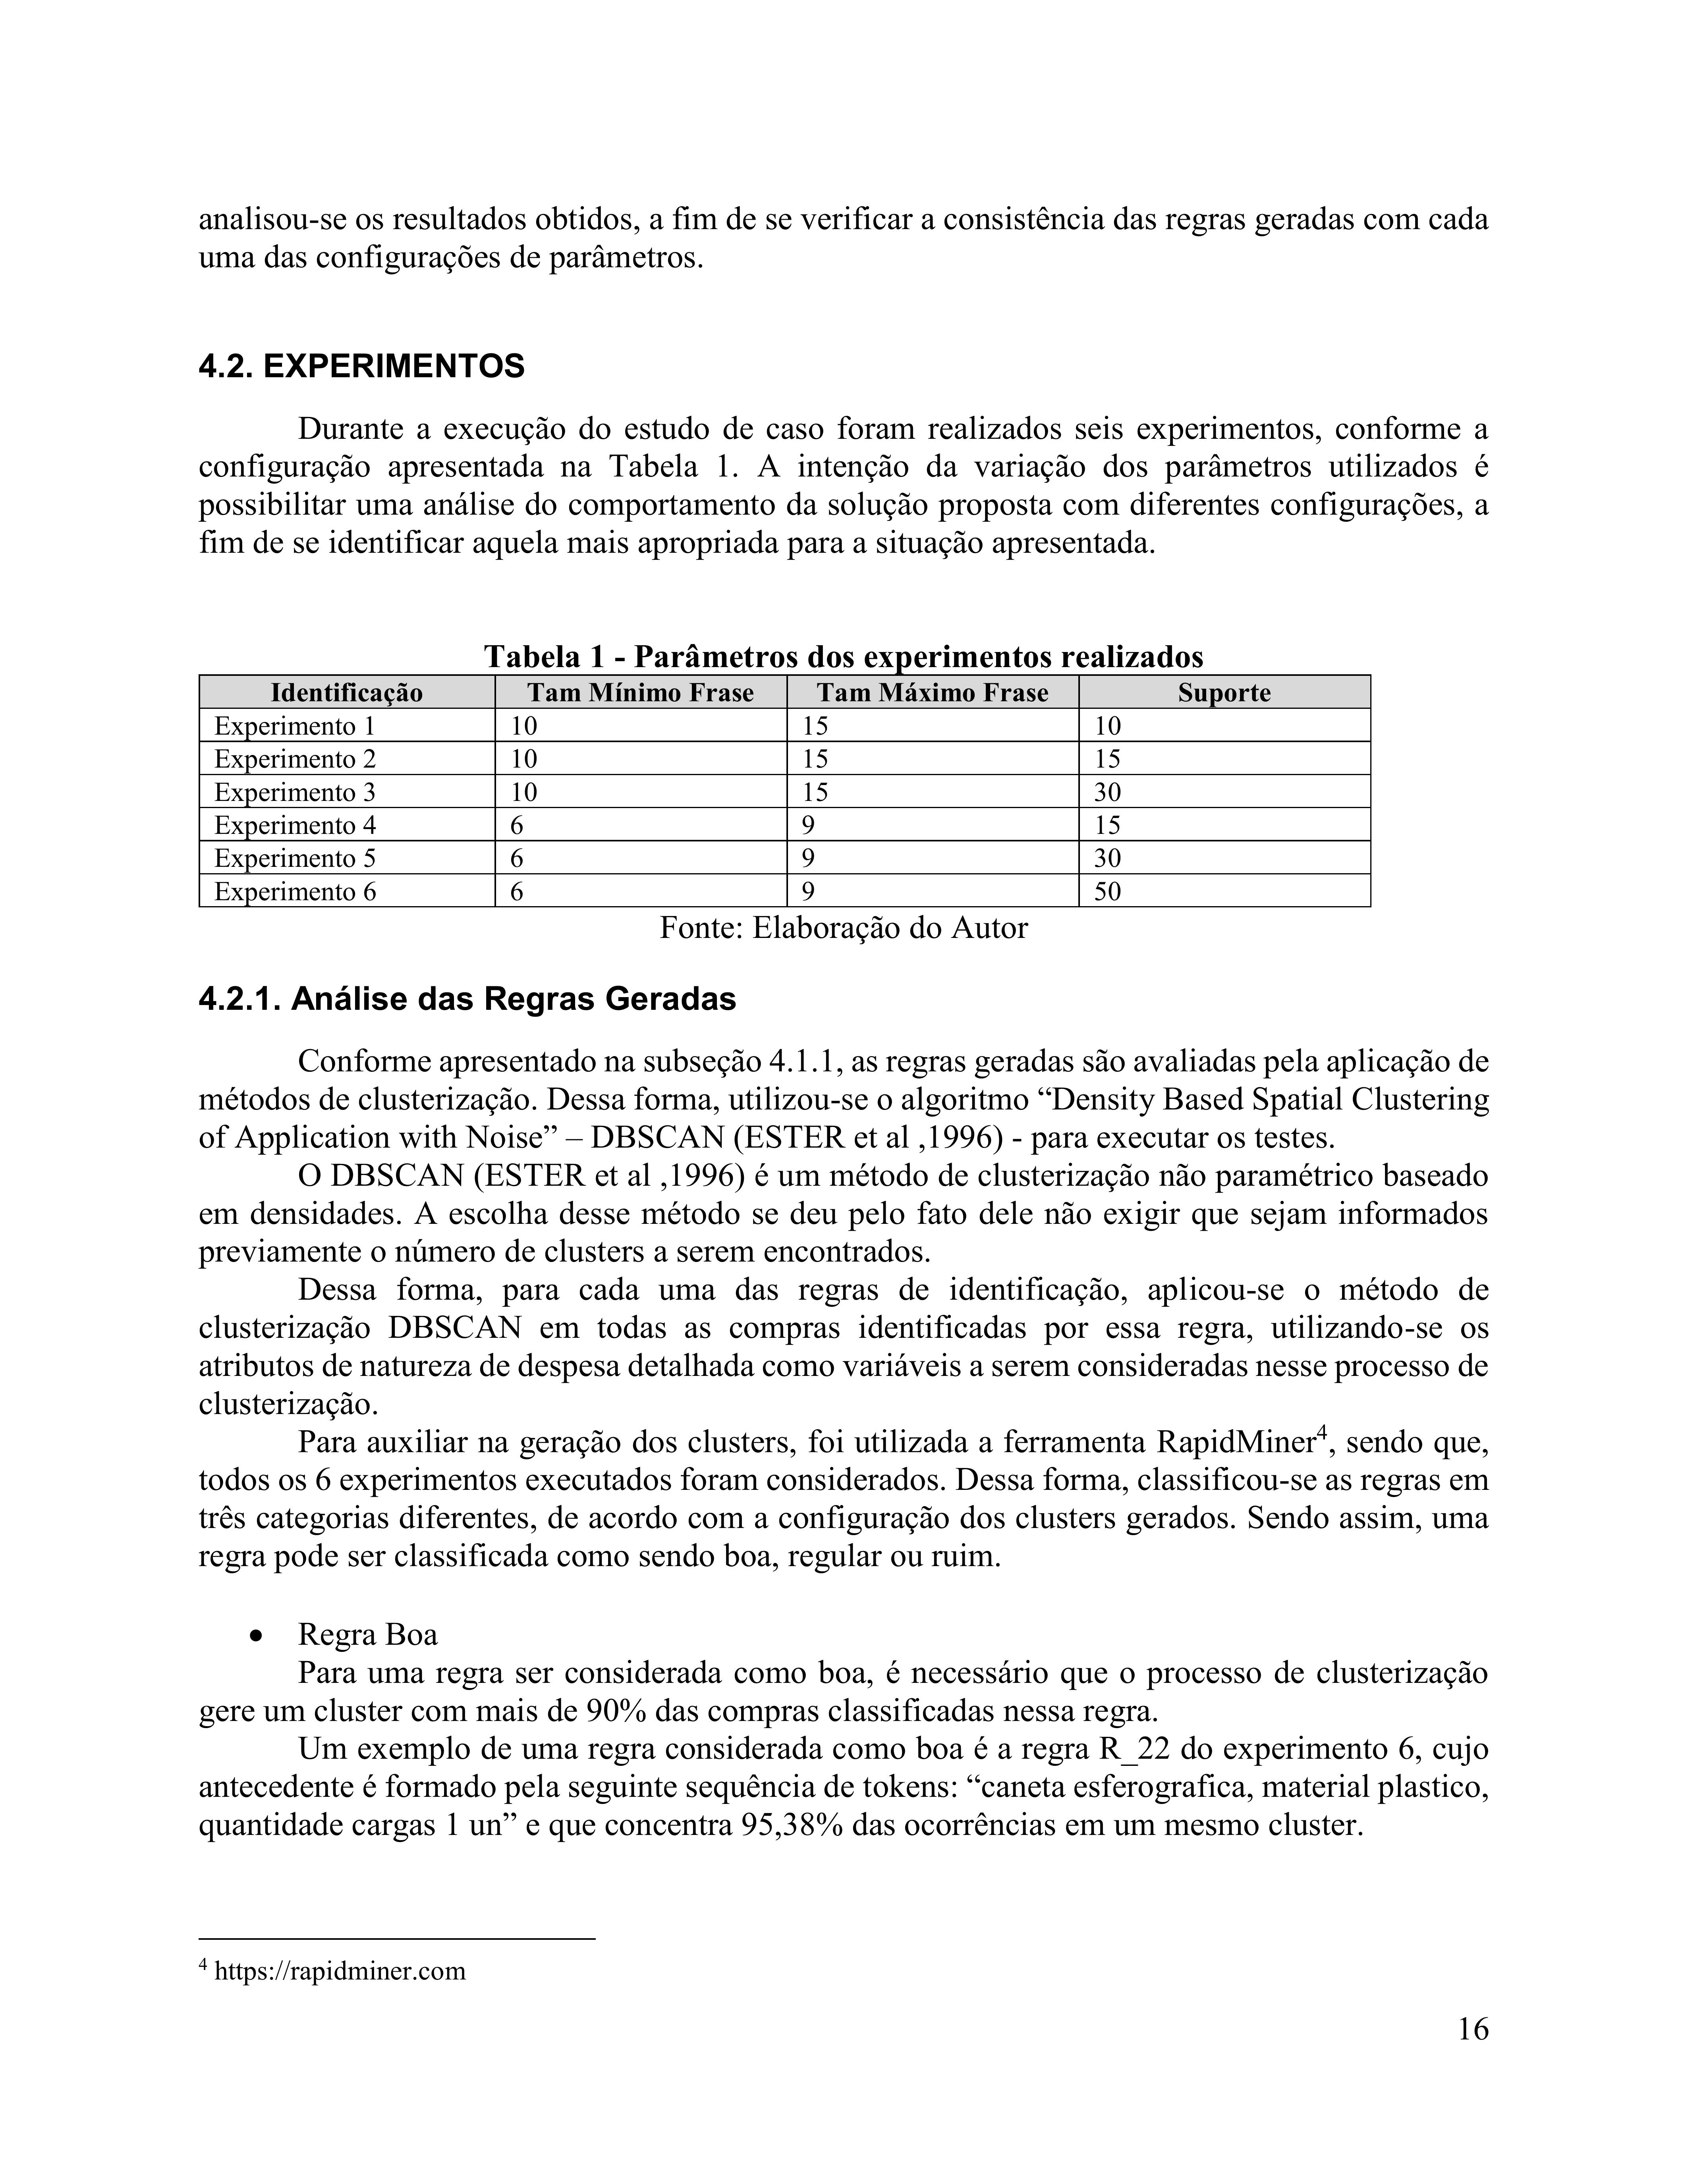 analisou-se os resultados obtidos, a fim de se verificar a consistência das regras geradas com cada
uma das configurações de parâmetros.
4.2. EXPERIMENTOS
Durante a execução do estudo de caso foram realizados seis experimentos, conforme a
configuração apresentada na Tabela 1. A intenção da variação dos parâmetros utilizados é
possibilitar uma análise do comportamento da solução proposta com diferentes configurações, a
fim de se identificar aquela mais apropriada para a situação apresentada.
Tabela 1 - Parâmetros dos experimentos realizados
Identificação Tam Mínimo Frase Tam Máximo Frase Suporte
Experimento 1 10 15 10
Experimento 2 10 15 15
Experimento 3 10 15 30
Experimento 4 6 9 15
Experimento 5 6 9 30
Experimento 6 6 9 50
Fonte: Elaboração do Autor
4.2.1. Análise das Regras Geradas
Conforme apresentado na subseção 4.1.1, as regras geradas são avaliadas pela aplicação de
métodos de clusterização. Dessa forma, utilizou-se o algoritmo “Density Based Spatial Clustering
of Application with Noise” – DBSCAN (ESTER et al ,1996) - para executar os testes.
O DBSCAN (ESTER et al ,1996) é um método de clusterização não paramétrico baseado
em densidades. A escolha desse método se deu pelo fato dele não exigir que sejam informados
previamente o número de clusters a serem encontrados.
Dessa forma, para cada uma das regras de identificação, aplicou-se o método de
clusterização DBSCAN em todas as compras identificadas por essa regra, utilizando-se os
atributos de natureza de despesa detalhada como variáveis a serem consideradas nesse processo de
clusterização.
Para auxiliar na geração dos clusters, foi utilizada a ferramenta RapidMiner4, sendo que,
todos os 6 experimentos executados foram considerados. Dessa forma, classificou-se as regras em
três categorias diferentes, de acordo com a configuração dos clusters gerados. Sendo assim, uma
regra pode ser classificada como sendo boa, regular ou ruim.
• Regra Boa
Para uma regra ser considerada como boa, é necessário que o processo de clusterização
gere um cluster com mais de 90% das compras classificadas nessa regra.
Um exemplo de uma regra considerada como boa é a regra R_22 do experimento 6, cujo
antecedente é formado pela seguinte sequência de tokens: “caneta esferografica, material plastico,
quantidade cargas 1 un” e que concentra 95,38% das ocorrências em um mesmo cluster.
4 https://rapidminer.com
16